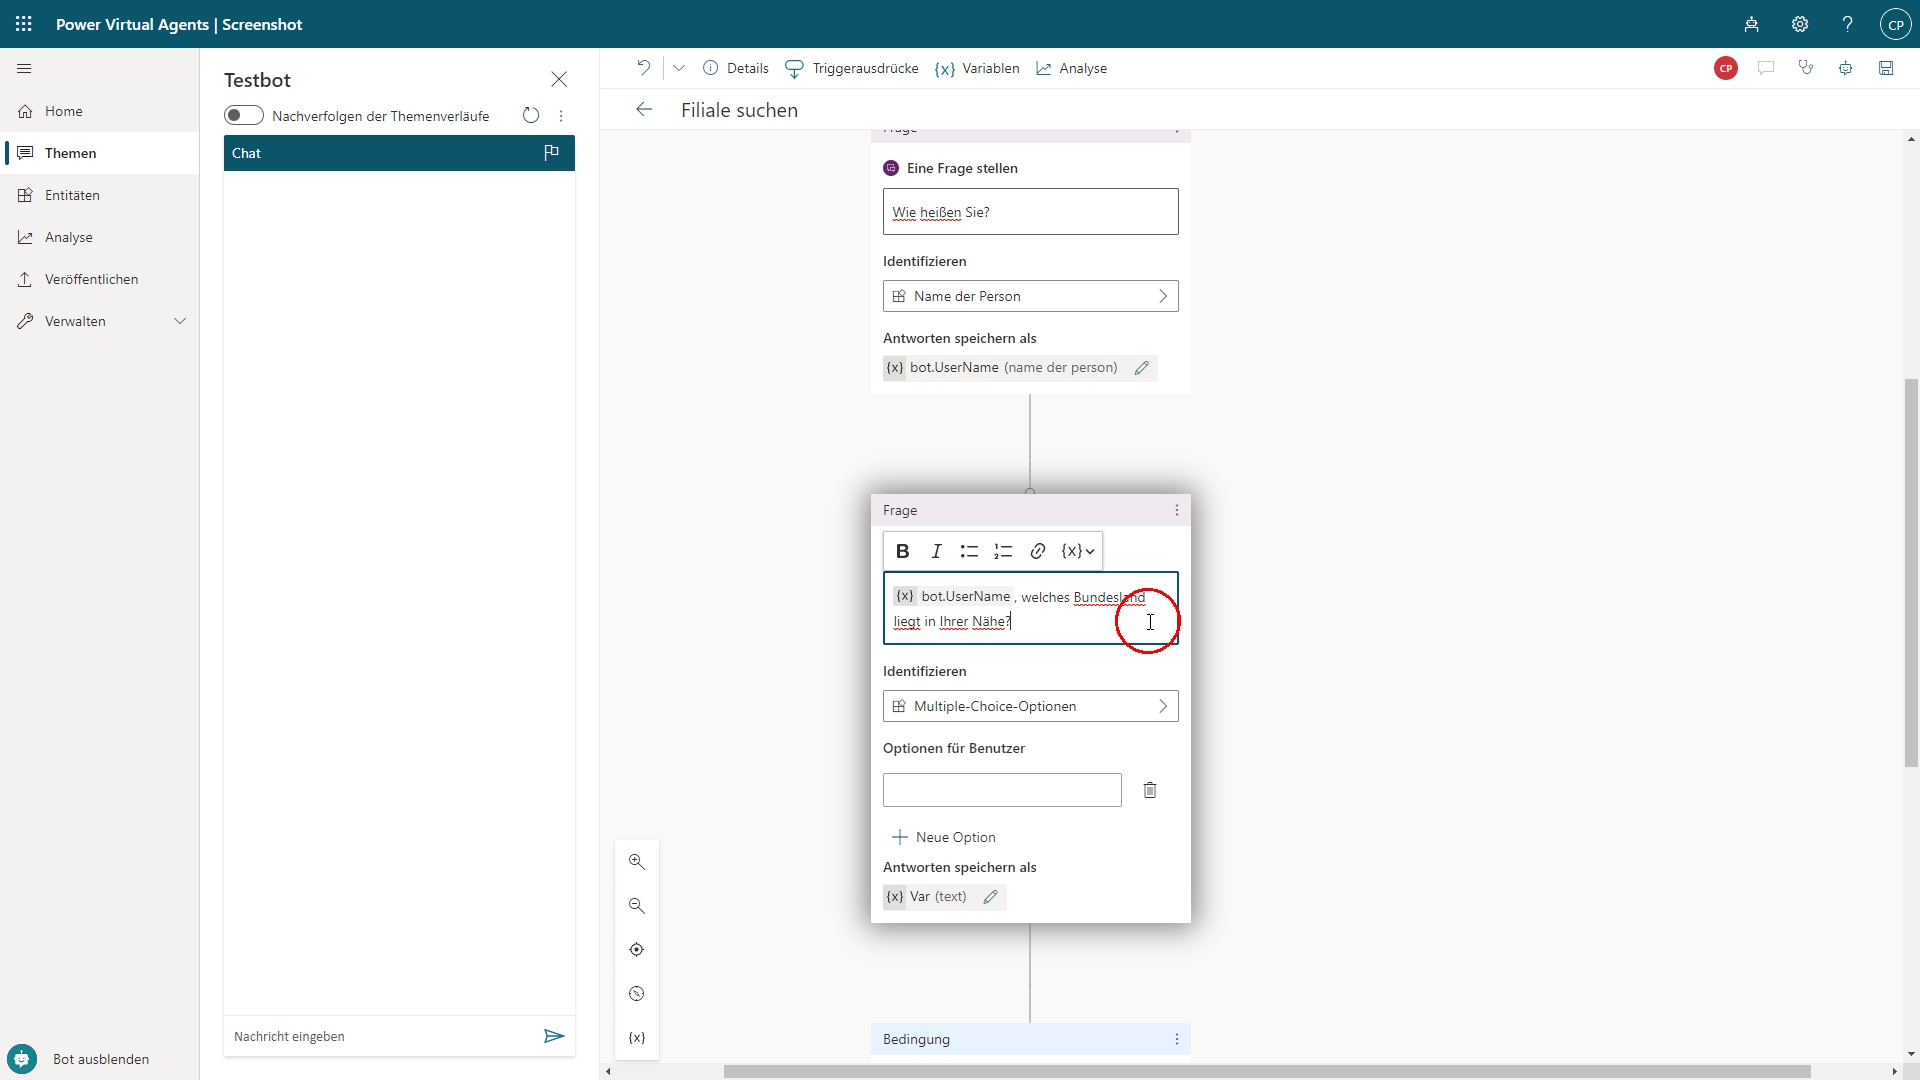 Power Virtual Agents | Screenshot
CP
Home
Themen
Entitäten
Analyse
Veröffentlichen
Verwalten
Bot ausblenden
Testbot
Nachverfolgen der Themenverläufe
Chat
Nachricht eingeben
Details
Triggerausdrücke
{x} Variablen
Analyse
CP
Filiale suchen
Frage
Eine Frage stellen
Wie heißen Sie?
Identifizieren
Name der Person
Antworten speichern als
{x} bot.UserName (name der person)
Frage
B I {x}
{x} bot.UserName , welches Bundesland
liegt in Ihrer Nähe?
Identifizieren
Multiple-Choice-Optionen
Optionen für Benutzer
Neue Option
Antworten speichern als
{x} Var (text)
{x}
Bedingung